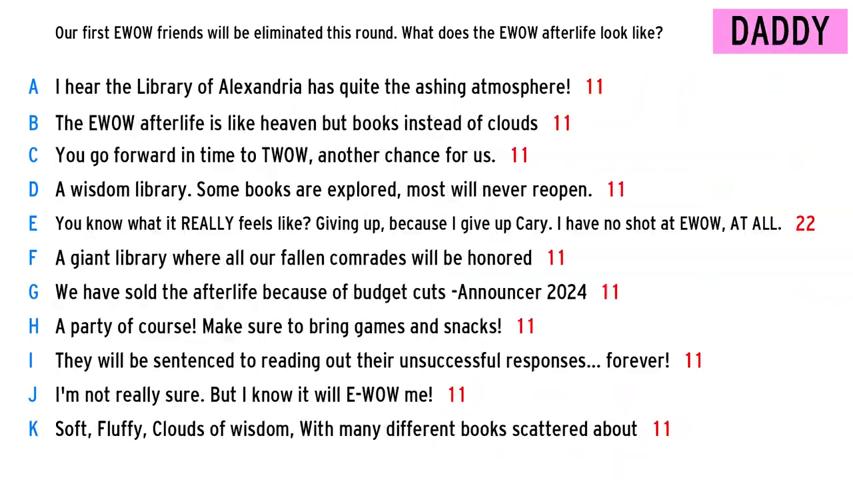 Our first EWOW friends will be eliminated this round. What does the EWOW afterlife look like?
DADDY
A I hear the Library of Alexandria has quite the ashing atmosphere! 11
B The EWOW afterlife is like heaven but books instead of clouds 11
C You go forward in time to TWOW, another chance for us. 11
D A wisdom library. Some books are explored, most will never reopen. 11
E You know what it REALLY feels like? Giving up, because I give up Cary. I have no shot at EWOW, AT ALL. 22
F A giant library where all our fallen comrades will be honored 11
G We have sold the afterlife because of budget cuts -Announcer 2024 11
H A party of course! Make sure to bring games and snacks! 11
I They will be sentenced to reading out their unsuccessful responses... forever! 11
J I'm not really sure. But I know it will E-WOW me! 11
K Soft, Fluffy, Clouds of wisdom, With many different books scattered about 11